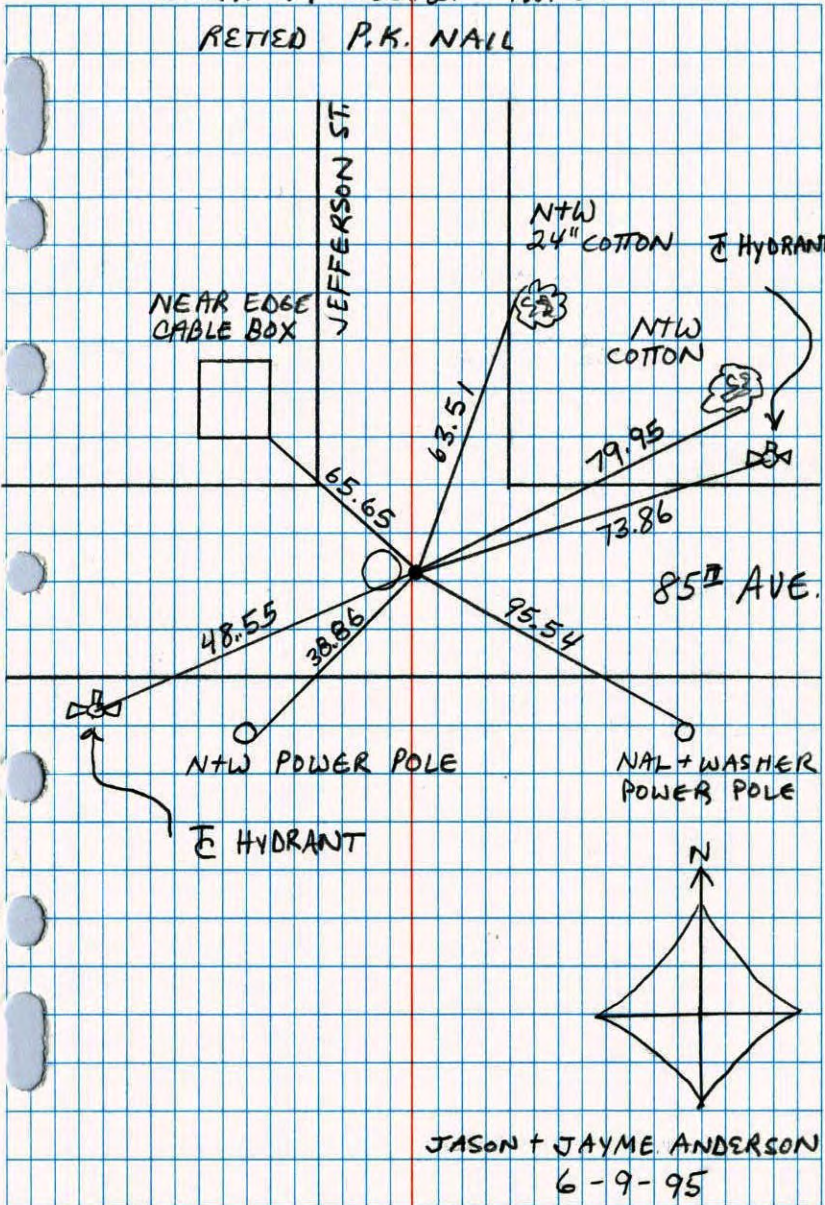 RETIED P.K. NAIL
JEFFERSON ST.
N+W
24" COTTON
℄ HYDRANT
NEAR EDGE
CABLE BOX
N+W
COTTON
63.51
79.95
65.65
73.86
85TH AVE.
48.55
38.86
95.54
N+W POWER POLE
NAL + WASHER
POWER POLE
℄ HYDRANT
N
JASON + JAYME ANDERSON
6-9-95